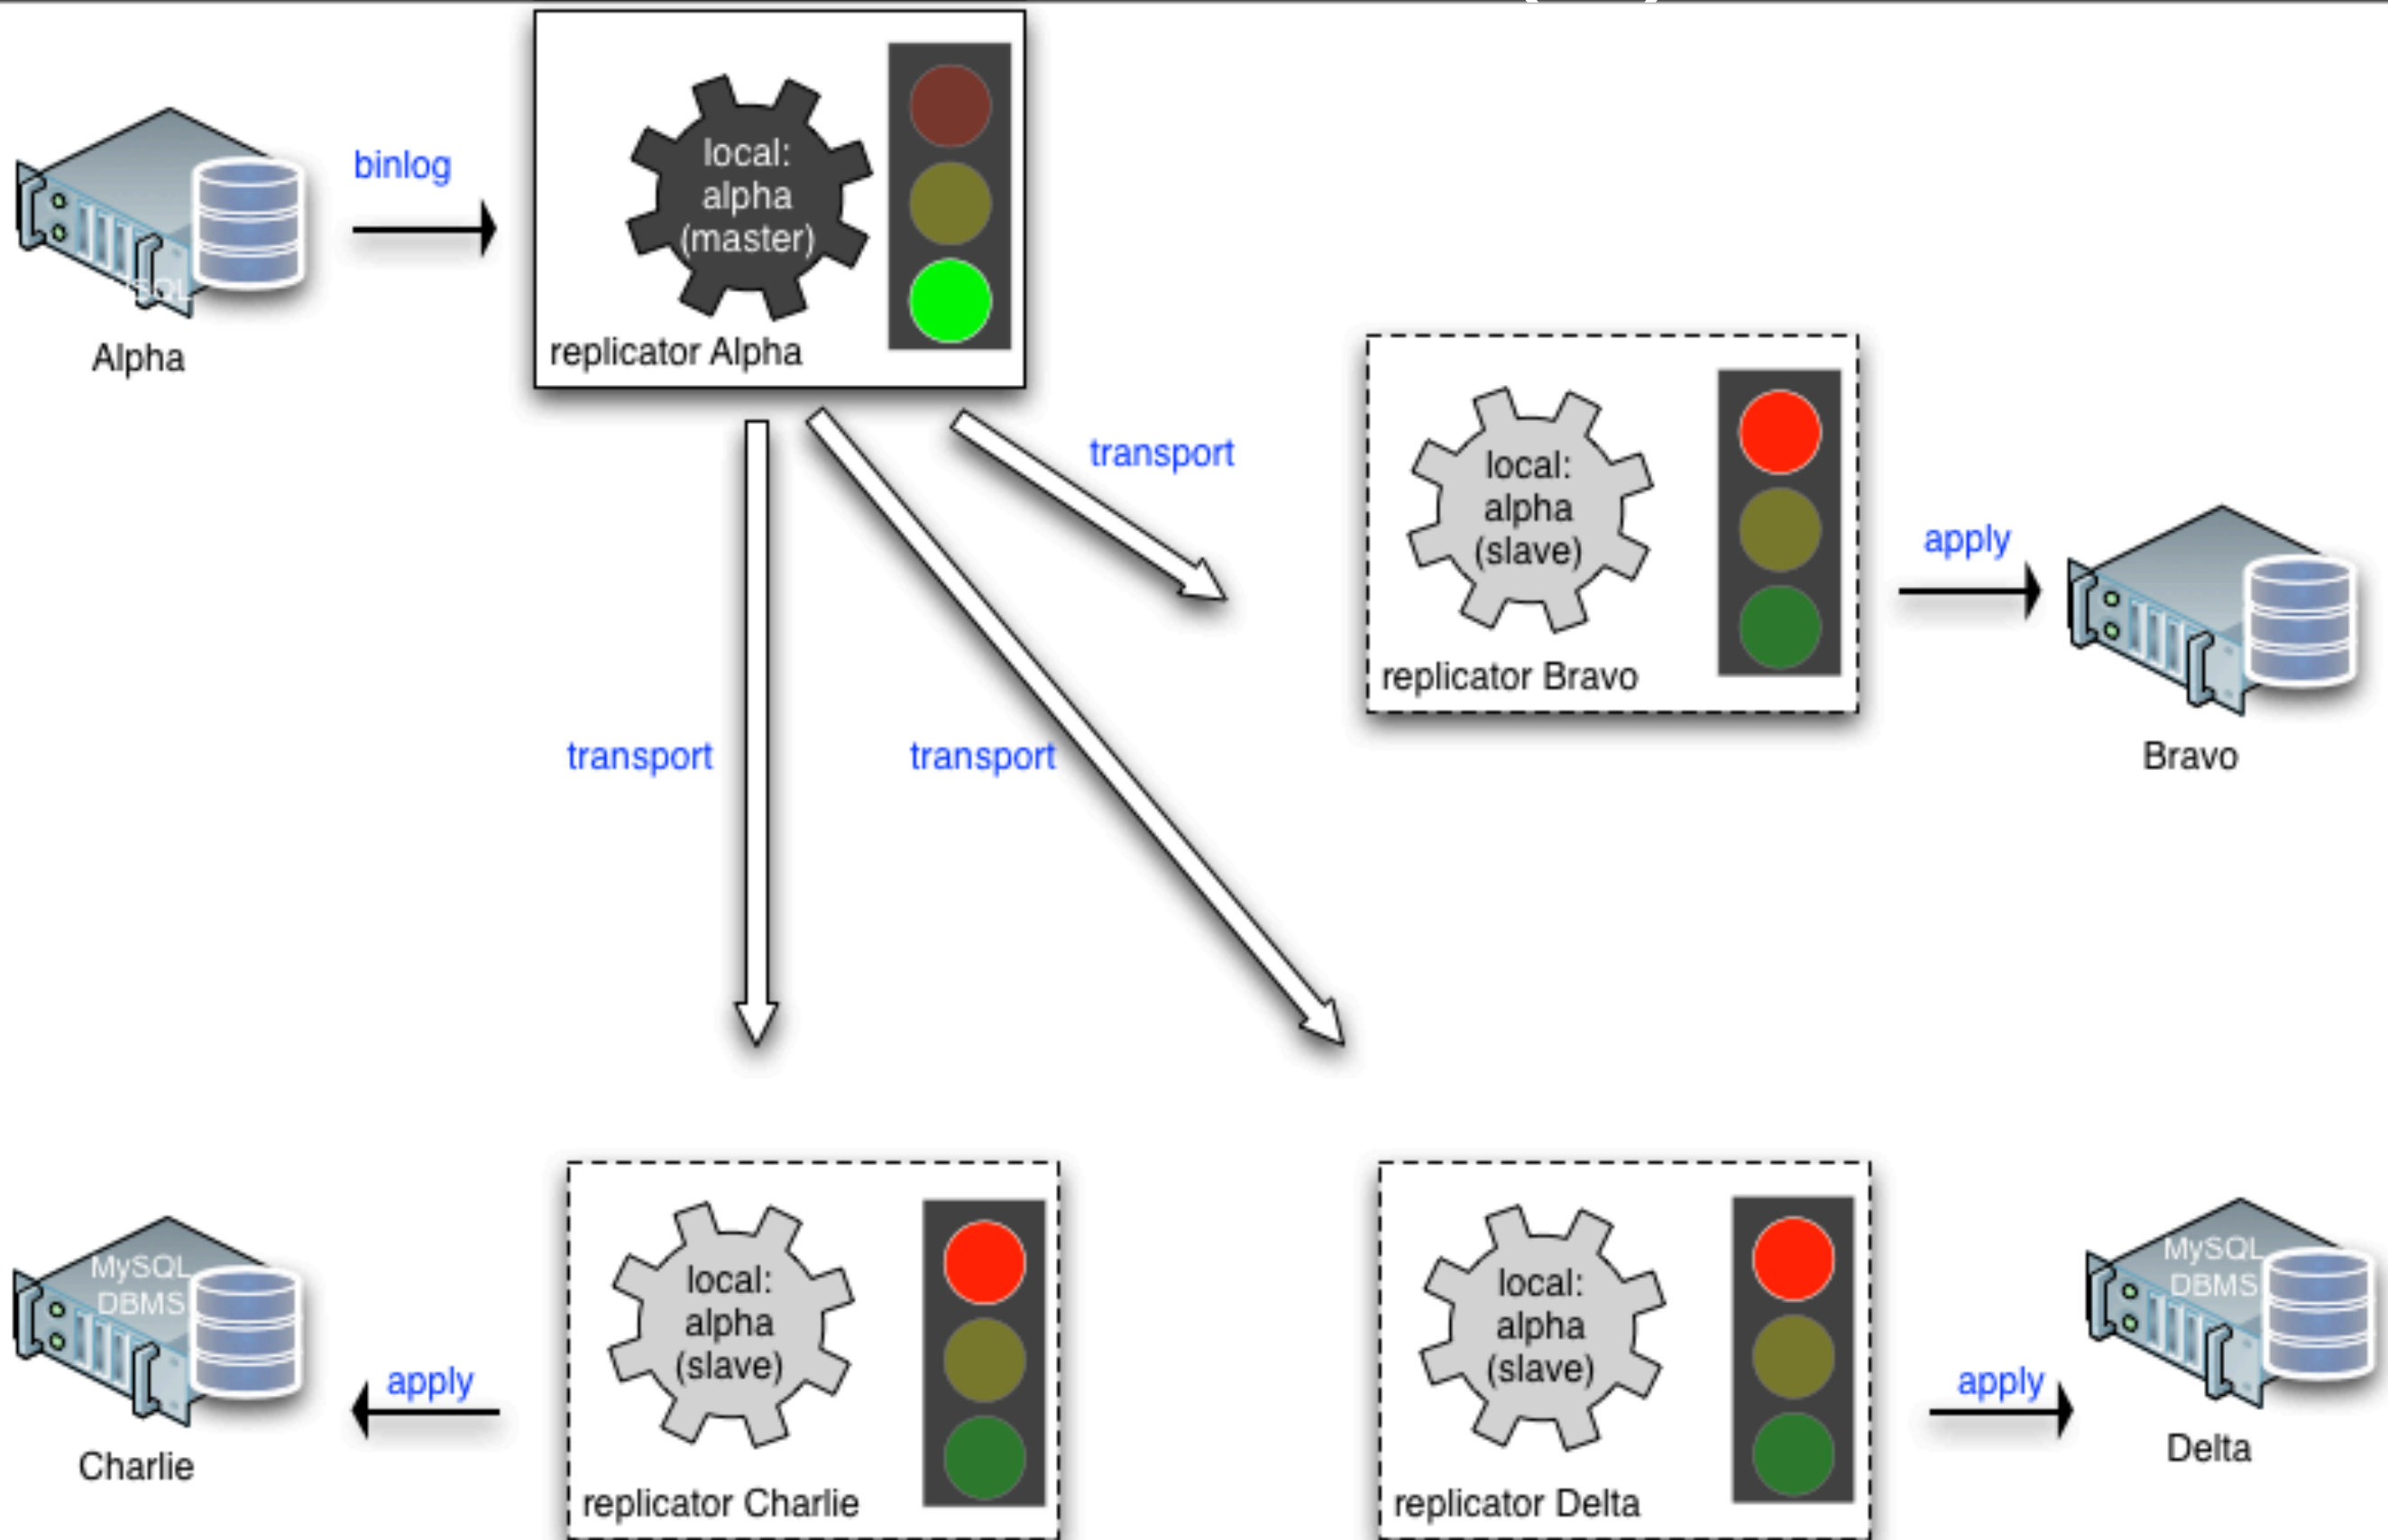 binlog
Alpha
local:
alpha
(master)
replicator Alpha
transport
local:
alpha
(slave)
replicator Bravo
apply
Bravo
transport
transport
MySQL
DBMS
apply
Charlie
local:
alpha
(slave)
replicator Charlie
local:
alpha
(slave)
replicator Delta
apply
MySQL
DBMS
Delta